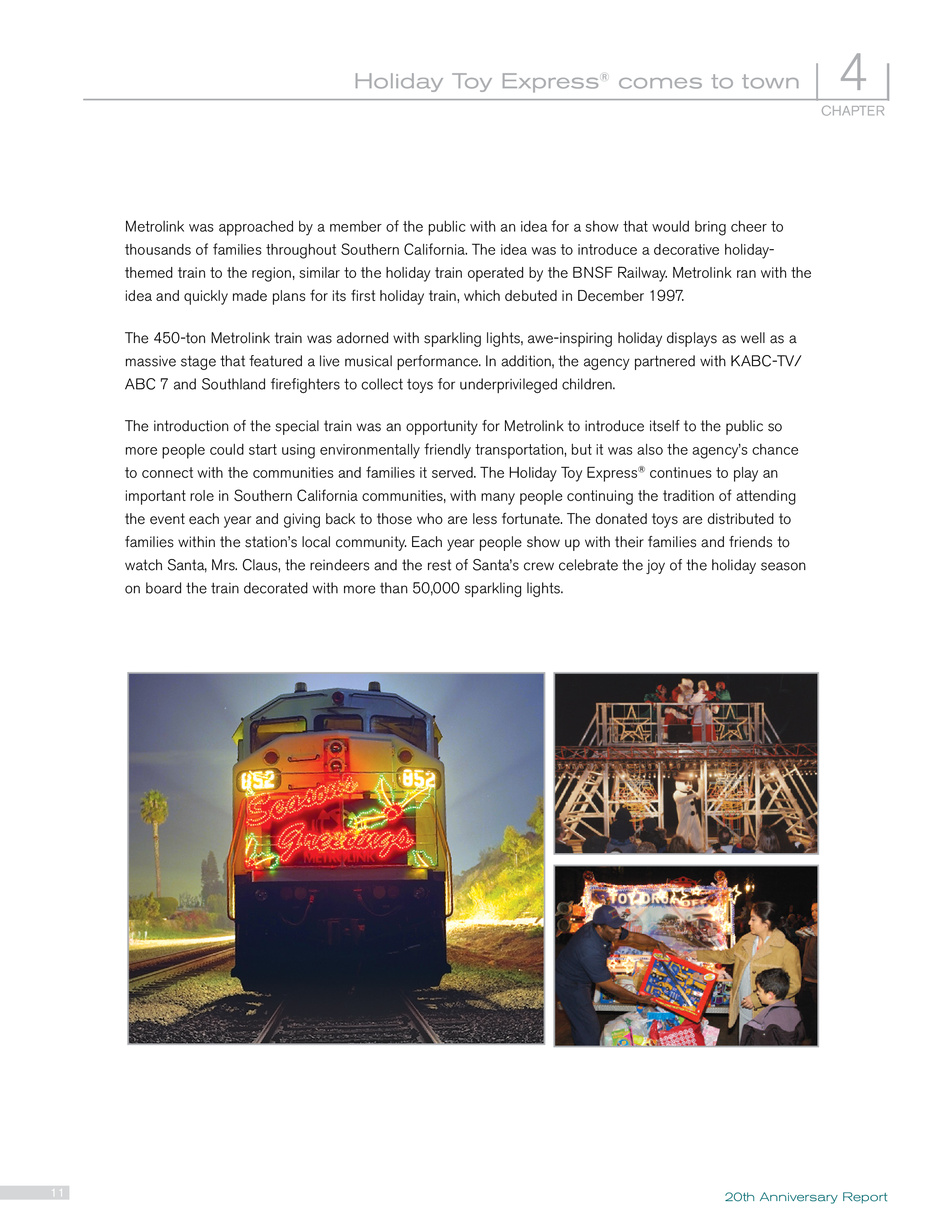 Holiday Toy Express® comes to town
4
CHAPTER
Metrolink was approached by a member of the public with an idea for a show that would bring cheer to
thousands of families throughout Southern California. The idea was to introduce a decorative holiday-
themed train to the region, similar to the holiday train operated by the BNSF Railway. Metrolink ran with the
idea and quickly made plans for its first holiday train, which debuted in December 1997.
The 450-ton Metrolink train was adorned with sparkling lights, awe-inspiring holiday displays as well as a
massive stage that featured a live musical performance. In addition, the agency partnered with KABC-TV/
ABC 7 and Southland firefighters to collect toys for underprivileged children.
The introduction of the special train was an opportunity for Metrolink to introduce itself to the public so
more people could start using environmentally friendly transportation, but it was also the agency's chance
to connect with the communities and families it served. The Holiday Toy Express® continues to play an
important role in Southern California communities, with many people continuing the tradition of attending
the event each year and giving back to those who are less fortunate. The donated toys are distributed to
families within the station's local community. Each year people show up with their families and friends to
watch Santa, Mrs. Claus, the reindeers and the rest of Santa's crew celebrate the joy of the holiday season
on board the train decorated with more than 50,000 sparkling lights.
852
852
Season's
Greetings
METROLINK
TOY DROP OFF
11
20th Anniversary Report